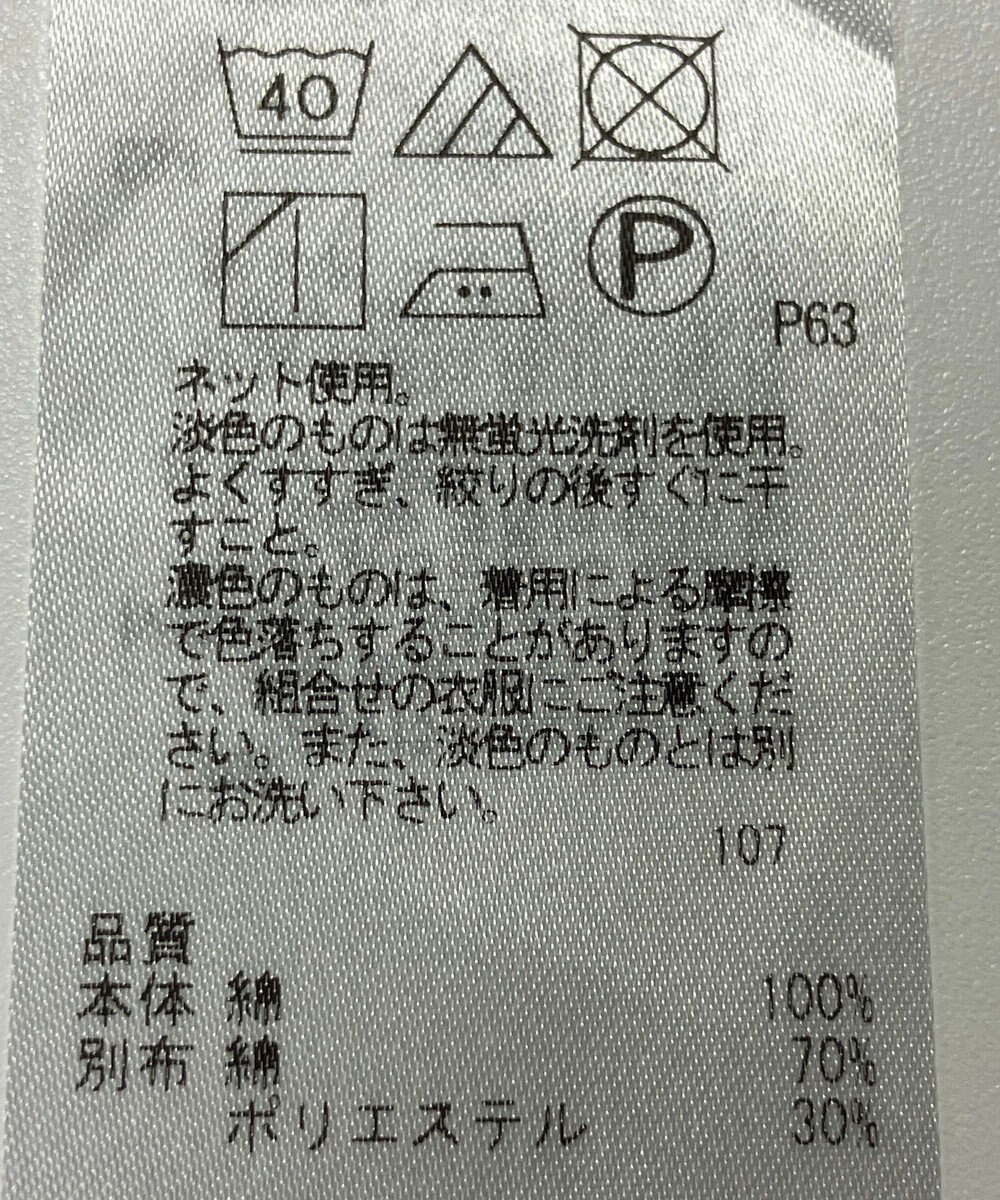 40
P
P63
ネット使用。
淡色のものは無蛍光洗剤を使用。
よくすすぎ、絞りの後すぐに干
すこと。
濃色のものは、着用による摩擦
で色落ちすることがありますの
で、組合せの衣服にご注意くだ
さい。また、淡色のものとは別
にお洗い下さい。
107
品質
本体 綿 100%
別布 綿 70%
ポリエステル 30%